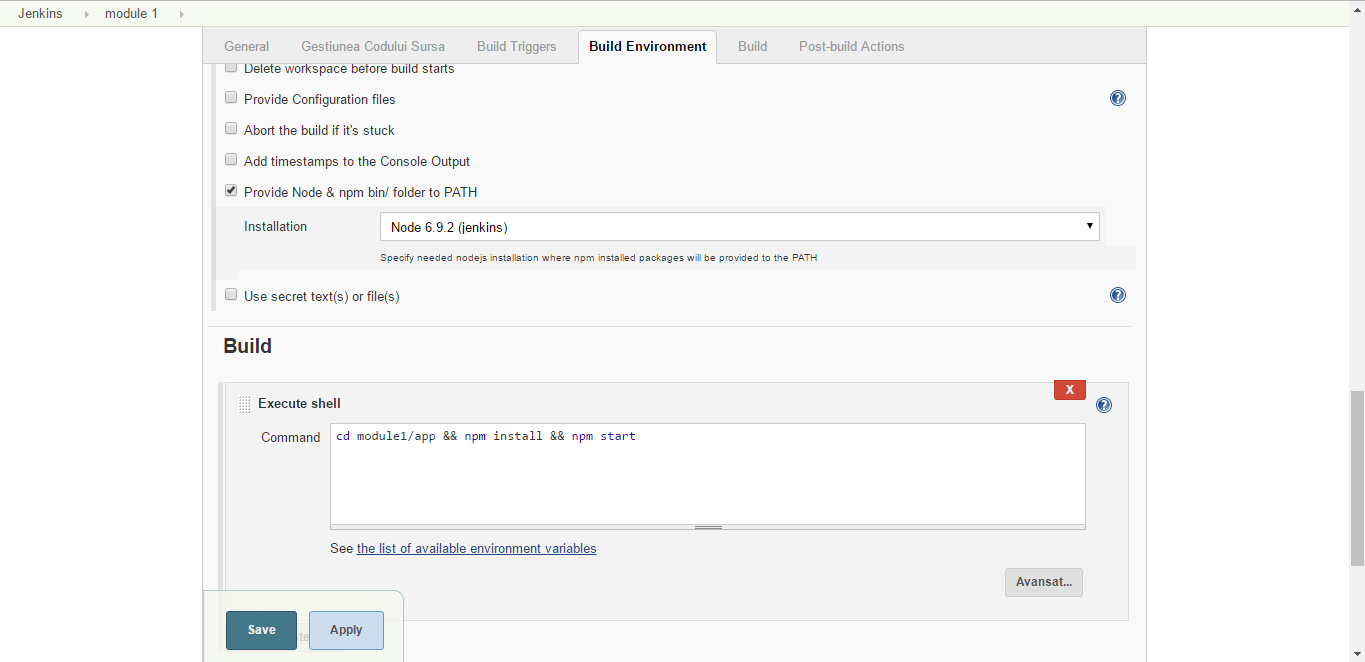 Jenkins module 1
General Gestiunea Codului Sursa Build Triggers Build Environment Build Post-build Actions
Delete workspace before build starts
Provide Configuration files
Abort the build if it's stuck
Add timestamps to the Console Output
Provide Node & npm bin/ folder to PATH
Installation Node 6.9.2 (jenkins)
Specify needed nodejs installation where npm installed packages will be provided to the PATH
Use secret text(s) or file(s)
Build
X
Execute shell
Command cd module1/app && npm install && npm start
See the list of available environment variables
Avansat...
Save Apply